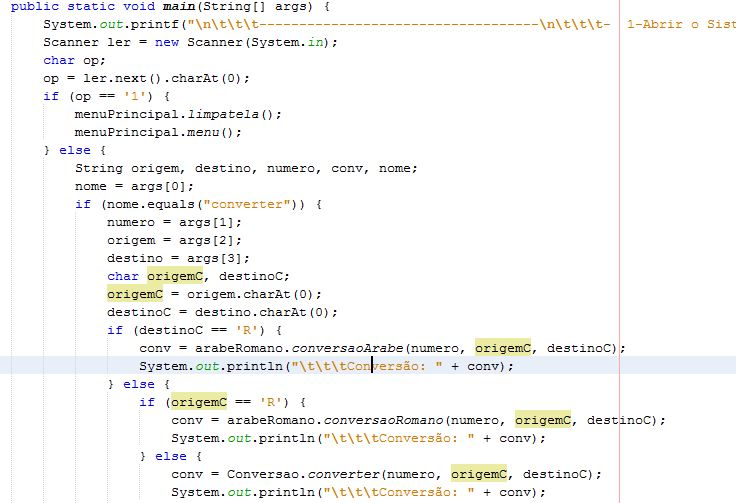 public static void main(String[] args) {
System.out.printf("\n\t\t\t-----------------------------------\n\t\t\t-  1-Abrir o Sist
Scanner ler = new Scanner(System.in);
char op;
op = ler.next().charAt(0);
if (op == '1') {
menuPrincipal.limpatela();
menuPrincipal.menu();
} else {
String origem, destino, numero, conv, nome;
nome = args[0];
if (nome.equals("converter")) {
numero = args[1];
origem = args[2];
destino = args[3];
char origemC, destinoC;
origemC = origem.charAt(0);
destinoC = destino.charAt(0);
if (destinoC == 'R') {
conv = arabeRomano.conversaoArabe(numero, origemC, destinoC);
System.out.println("\t\t\tConversão: " + conv);
} else {
if (origemC == 'R') {
conv = arabeRomano.conversaoRomano(numero, origemC, destinoC);
System.out.println("\t\t\tConversão: " + conv);
} else {
conv = Conversao.converter(numero, origemC, destinoC);
System.out.println("\t\t\tConversão: " + conv);